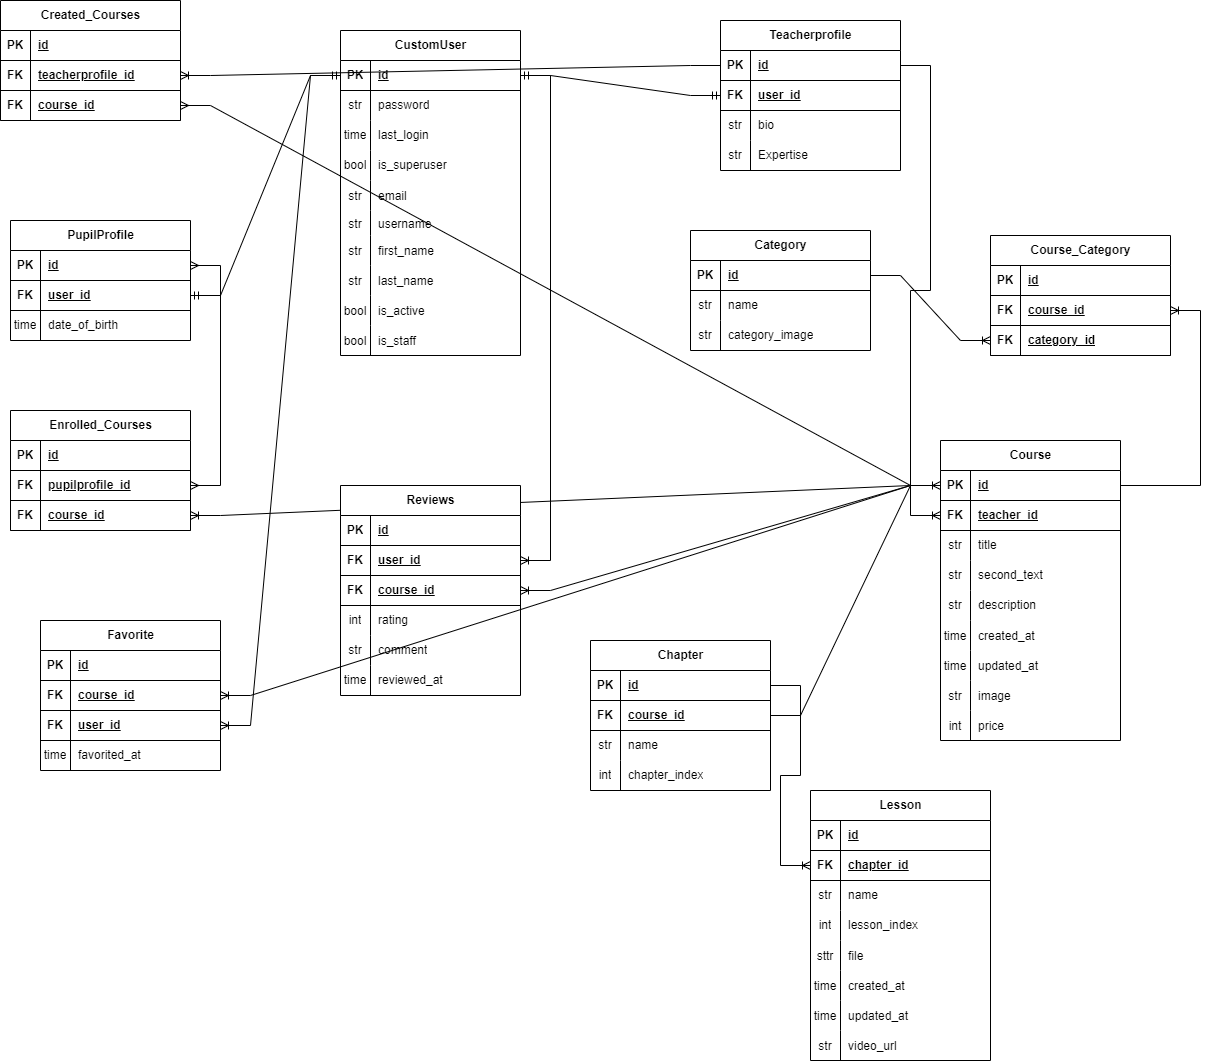 Created_Courses
PK id
FK teacherprofile_id
FK course_id
CustomUser
PK id
str password
time last_login
bool is_superuser
str email
str username
str first_name
str last_name
bool is_active
bool is_staff
Teacherprofile
PK id
FK user_id
str bio
str Expertise
PupilProfile
PK id
FK user_id
time date_of_birth
Category
PK id
str name
str category_image
Course_Category
PK id
FK course_id
FK category_id
Enrolled_Courses
PK id
FK pupilprofile_id
FK course_id
Reviews
PK id
FK user_id
FK course_id
int rating
str comment
time reviewed_at
Course
PK id
FK teacher_id
str title
str second_text
str description
time created_at
time updated_at
str image
int price
Favorite
PK id
FK course_id
FK user_id
time favorited_at
Chapter
PK id
FK course_id
str name
int chapter_index
Lesson
PK id
FK chapter_id
str name
int lesson_index
sttr file
time created_at
time updated_at
str video_url